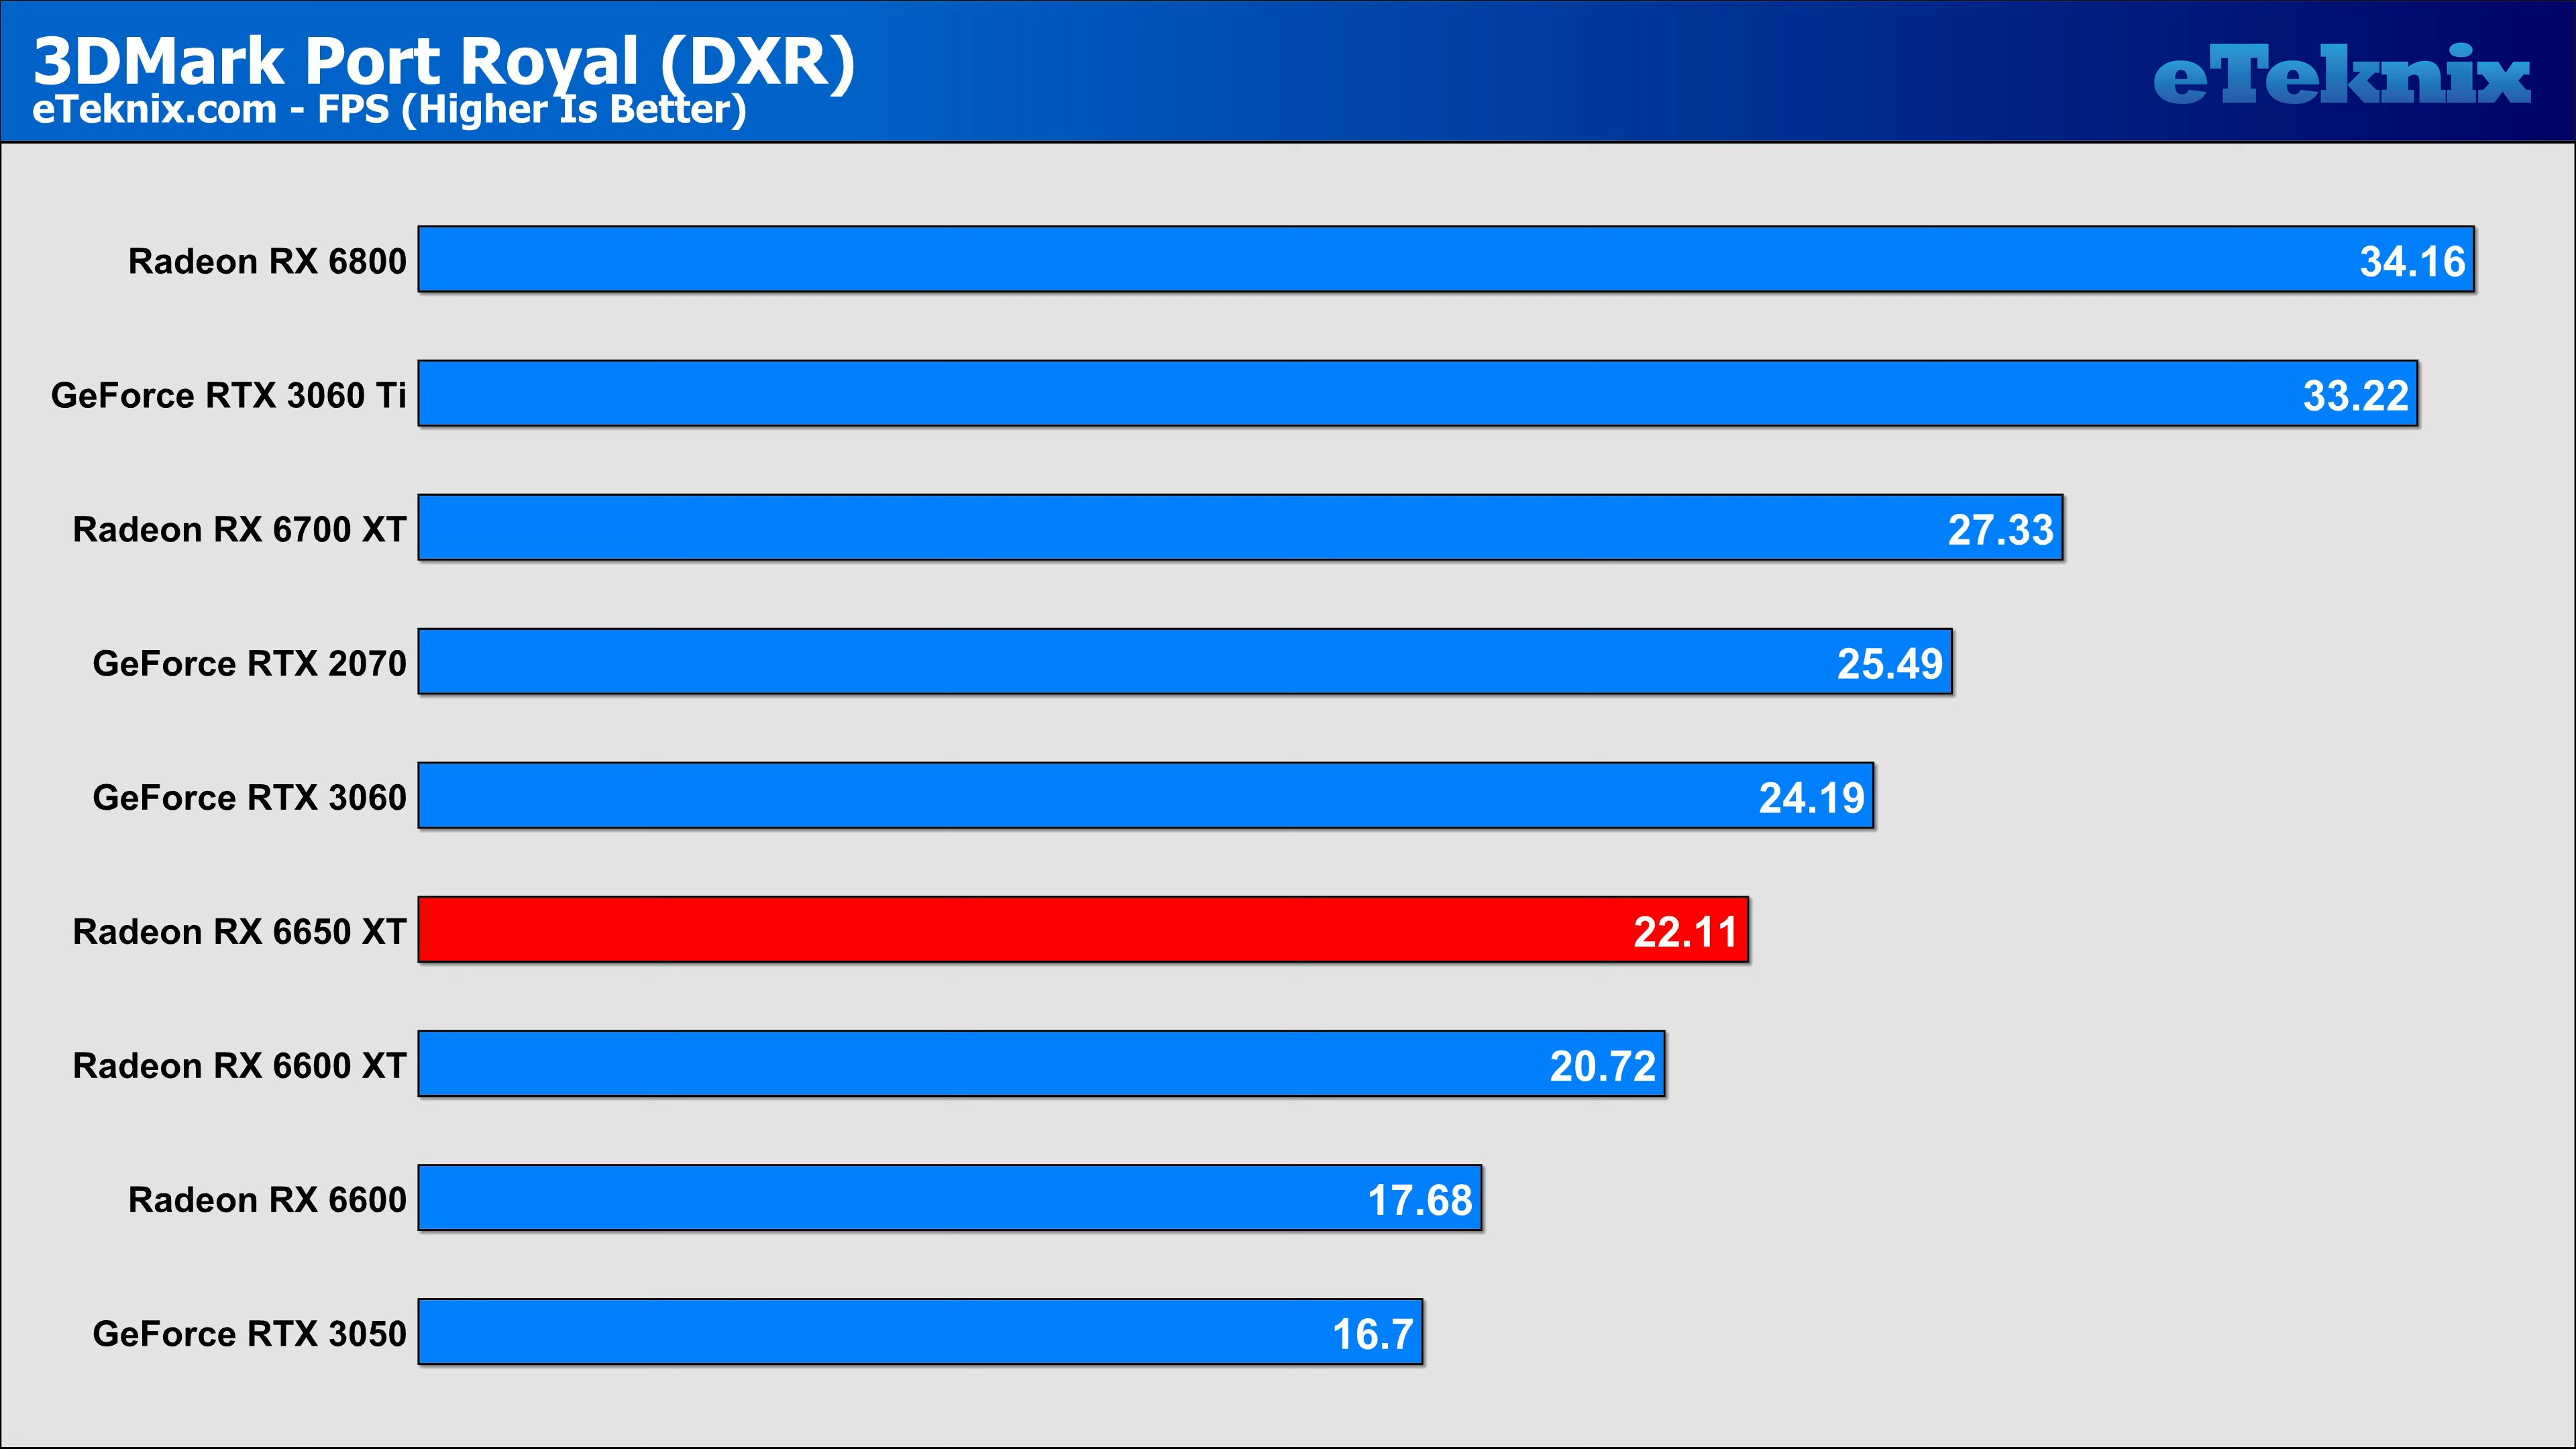 3DMark Port Royal (DXR)
eTeknix.com - FPS (Higher Is Better)
eTeknix
Radeon RX 6800 34.16
GeForce RTX 3060 Ti 33.22
Radeon RX 6700 XT 27.33
GeForce RTX 2070 25.49
GeForce RTX 3060 24.19
Radeon RX 6650 XT 22.11
Radeon RX 6600 XT 20.72
Radeon RX 6600 17.68
GeForce RTX 3050 16.7